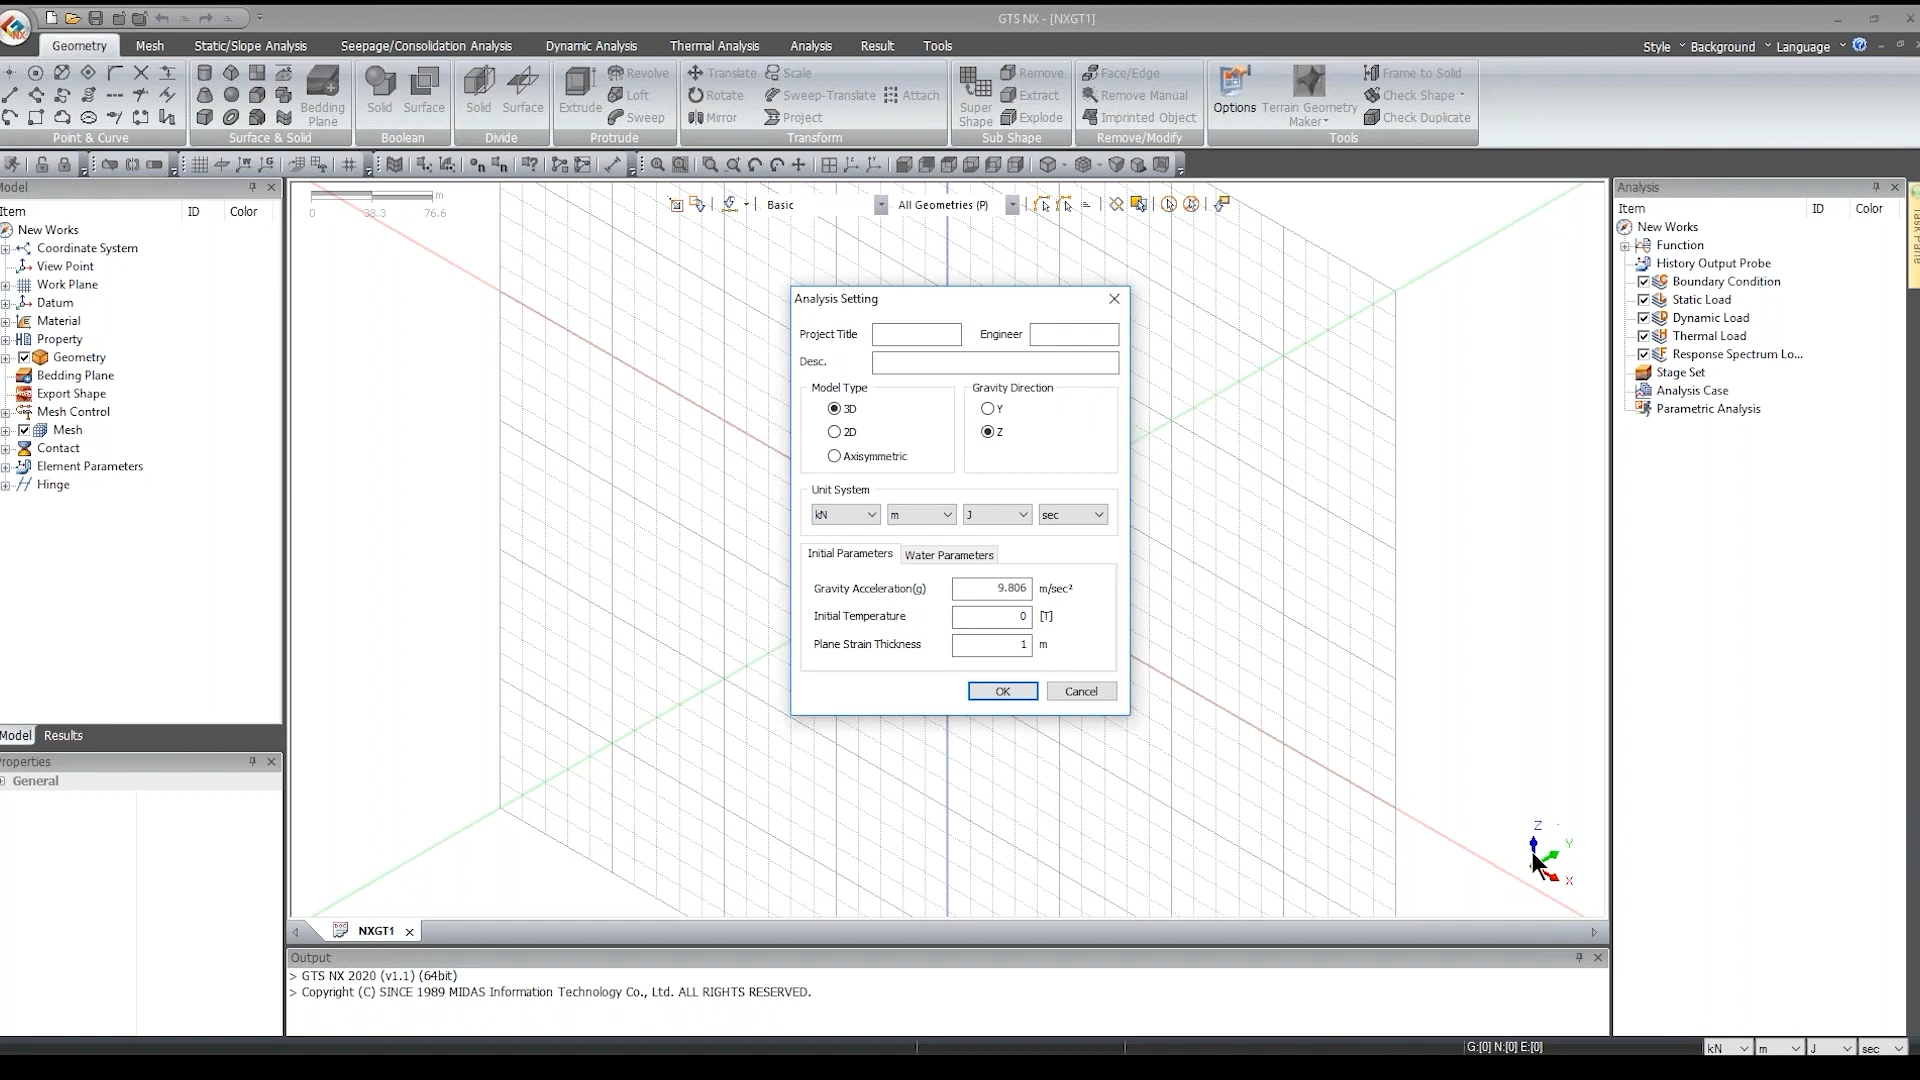 GTS NX - [NXGT1]
Geometry Mesh Static/Slope Analysis Seepage/Consolidation Analysis Dynamic Analysis Thermal Analysis Analysis Result Tools Style Background Language
Revolve Translate Scale Remove Face/Edge Frame to Solid
Loft Rotate Sweep-Translate Attach Extract Remove Manual Check Shape
Bedding Plane Solid Surface Solid Surface Extrude Sweep Mirror Project Super Shape Explode Imprinted Object Options Terrain Geometry Maker Check Duplicate
Point & Curve Surface & Solid Boolean Divide Protrude Transform Sub Shape Remove/Modify Tools
Model
Item ID Color
New Works
Coordinate System
View Point
Work Plane
Datum
Material
Property
Geometry
Bedding Plane
Export Shape
Mesh Control
Mesh
Contact
Element Parameters
Hinge
Model Results
Properties
General
m
0 38.3 76.6
Basic All Geometries (P)
Analysis Setting
Project Title Engineer
Desc.
Model Type Gravity Direction
3D Y
2D Z
Axisymmetric
Unit System
kN m J sec
Initial Parameters Water Parameters
Gravity Acceleration(g) 9.806 m/sec²
Initial Temperature 0 [T]
Plane Strain Thickness 1 m
OK Cancel
Z
Y
X
NXGT1
Output
> GTS NX 2020 (v1.1) (64bit)
> Copyright (C) SINCE 1989 MIDAS Information Technology Co., Ltd. ALL RIGHTS RESERVED.
Analysis
Item ID Color
New Works
Function
History Output Probe
Boundary Condition
Static Load
Dynamic Load
Thermal Load
Response Spectrum Lo...
Stage Set
Analysis Case
Parametric Analysis
Task Pane
G:[0] N:[0] E:[0] kN m J sec